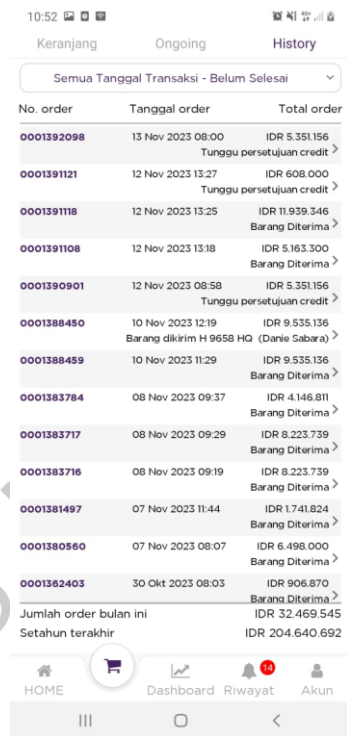 10:52
Keranjang Ongoing History
Semua Tanggal Transaksi - Belum Selesai
No. order Tanggal order Total order
0001392098 13 Nov 2023 08:00 IDR 5.351.156
Tunggu persetujuan credit
0001391121 12 Nov 2023 13:27 IDR 608.000
Tunggu persetujuan credit
0001391118 12 Nov 2023 13:25 IDR 11.939.346
Barang Diterima
0001391108 12 Nov 2023 13:18 IDR 5.163.300
Barang Diterima
0001390901 12 Nov 2023 08:58 IDR 5.351.156
Tunggu persetujuan credit
0001388450 10 Nov 2023 12:19 IDR 9.535.136
Barang dikirim H 9658 HQ (Danie Sabara)
0001388459 10 Nov 2023 11:29 IDR 9.535.136
Barang Diterima
0001383784 08 Nov 2023 09:37 IDR 4.146.811
Barang Diterima
0001383717 08 Nov 2023 09:29 IDR 8.223.739
Barang Diterima
0001383716 08 Nov 2023 09:19 IDR 8.223.739
Barang Diterima
0001381497 07 Nov 2023 11:44 IDR 1.741.824
Barang Diterima
0001380560 07 Nov 2023 08:07 IDR 6.498.000
Barang Diterima
0001362403 30 Okt 2023 08:03 IDR 906.870
Barang Diterima
Jumlah order bulan ini IDR 32.469.545
Setahun terakhir IDR 204.640.692
14
HOME Dashboard Riwayat Akun